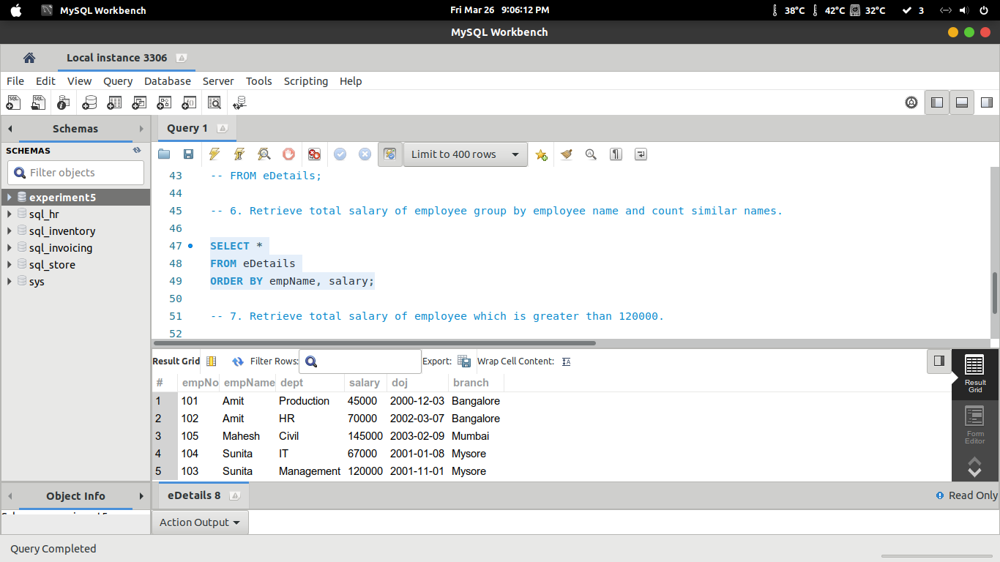 MySQL Workbench Fri Mar 26 9:06:12 PM 38°C 42°C 32°C 3
MySQL Workbench
Local instance 3306
File Edit View Query Database Server Tools Scripting Help
Schemas
Query 1
SCHEMAS
Filter objects
experiment5
sql_hr
sql_inventory
sql_invoicing
sql_store
sys
Limit to 400 rows
43 -- FROM eDetails;
44
45 -- 6. Retrieve total salary of employee group by employee name and count similar names.
46
47 SELECT *
48 FROM eDetails
49 ORDER BY empName, salary;
50
51 -- 7. Retrieve total salary of employee which is greater than 120000.
52
Result Grid Filter Rows: Export: Wrap Cell Content:
# empNo empName dept salary doj branch
1 101 Amit Production 45000 2000-12-03 Bangalore
2 102 Amit HR 70000 2002-03-07 Bangalore
3 105 Mahesh Civil 145000 2003-02-09 Mumbai
4 104 Sunita IT 67000 2001-01-08 Mysore
5 103 Sunita Management 120000 2001-11-01 Mysore
Result
Grid
Form
Editor
Object Info
eDetails 8
Read Only
Action Output
Query Completed